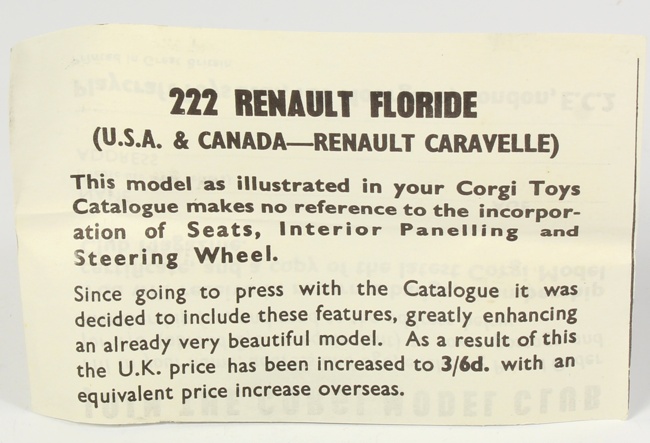 222 RENAULT FLORIDE
(U.S.A. & CANADA—RENAULT CARAVELLE)
This model as illustrated in your Corgi Toys
Catalogue makes no reference to the incorpor-
ation of Seats, Interior Panelling and
Steering Wheel.
Since going to press with the Catalogue it was
decided to include these features, greatly enhancing
an already very beautiful model. As a result of this
the U.K. price has been increased to 3/6d. with an
equivalent price increase overseas.